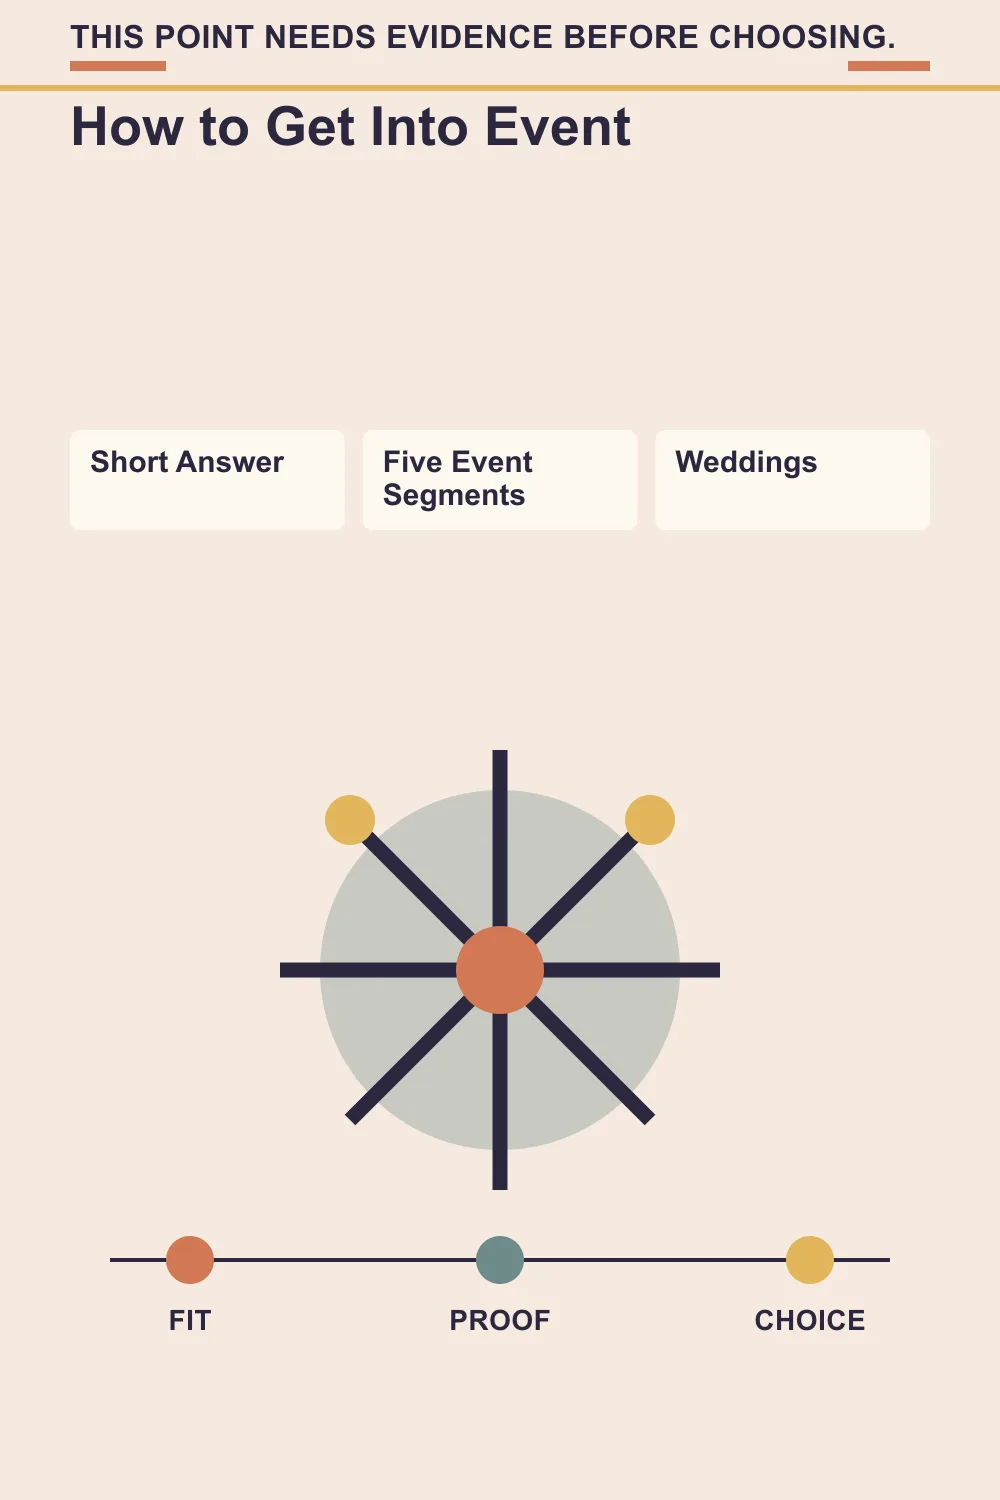 THIS POINT NEEDS EVIDENCE BEFORE CHOOSING.
How to Get Into Event
Short Answer
Five Event
Segments
Weddings
FIT
PROOF
CHOICE